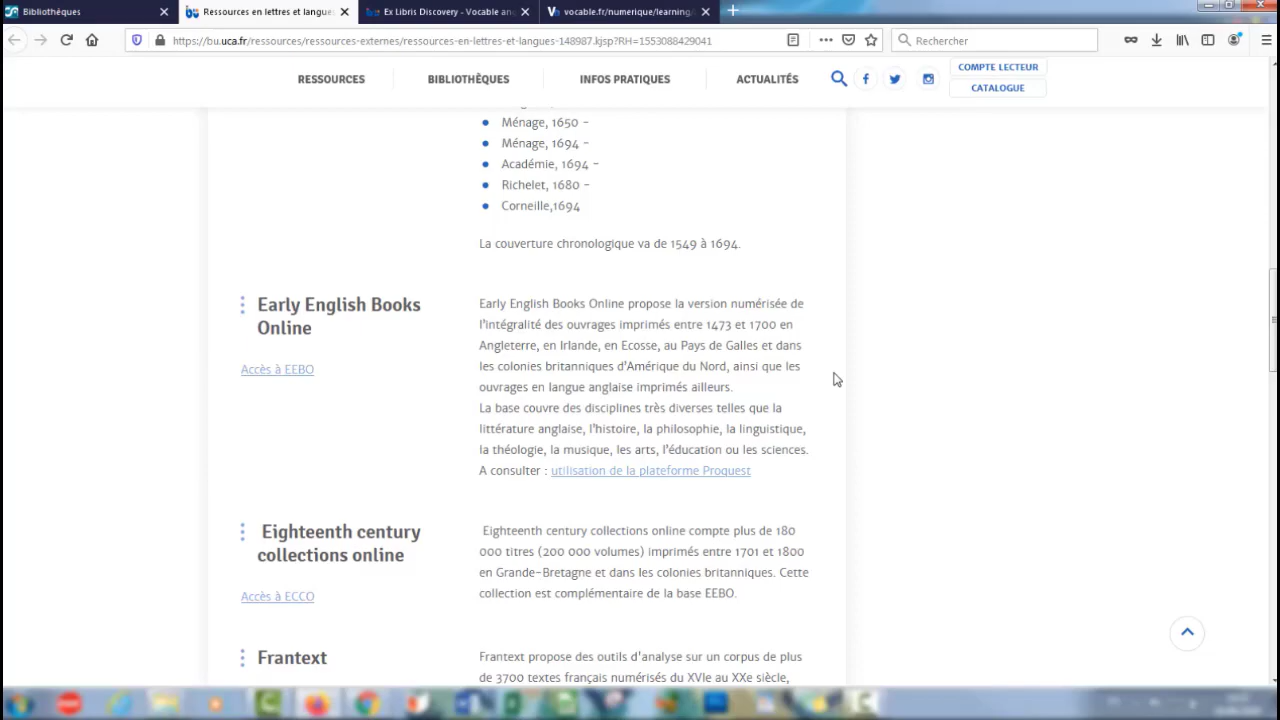 Bibliothèques
Ressources en lettres et langue
Ex Libris Discovery - Vocable an
vocable.fr/numerique/learning/
https://bu.uca.fr/ressources/ressources-externes/ressources-en-lettres-et-langues-148987.kjsp?RH=1553088429041
Rechercher
RESSOURCES
BIBLIOTHÈQUES
INFOS PRATIQUES
ACTUALITÉS
COMPTE LECTEUR
CATALOGUE
Ménage, 1650 -
Ménage, 1694 -
Académie, 1694 -
Richelet, 1680 -
Corneille,1694
La couverture chronologique va de 1549 à 1694.
Early English Books
Online
Accès à EEBO
Early English Books Online propose la version numérisée de
l'intégralité des ouvrages imprimés entre 1473 et 1700 en
Angleterre, en Irlande, en Ecosse, au Pays de Galles et dans
les colonies britanniques d'Amérique du Nord, ainsi que les
ouvrages en langue anglaise imprimés ailleurs.
La base couvre des disciplines très diverses telles que la
littérature anglaise, l'histoire, la philosophie, la linguistique,
la théologie, la musique, les arts, l'éducation ou les sciences.
A consulter : utilisation de la plateforme Proquest
Eighteenth century
collections online
Accès à ECCO
Eighteenth century collections online compte plus de 180
000 titres (200 000 volumes) imprimés entre 1701 et 1800
en Grande-Bretagne et dans les colonies britanniques. Cette
collection est complémentaire de la base EEBO.
Frantext
Frantext propose des outils d'analyse sur un corpus de plus
de 3700 textes français numérisés du XVIe au XXe siècle,